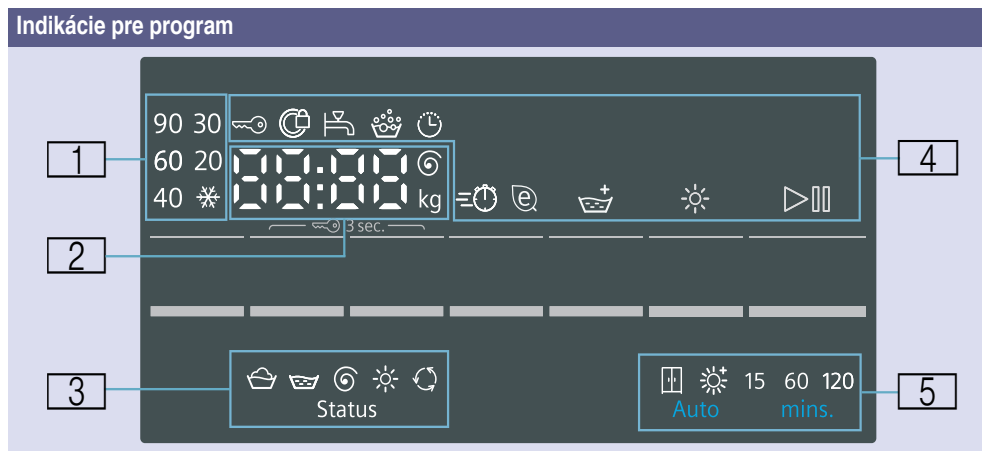 Indikácie pre program
90 30
60 20
40
88:88
kg
e
3 sec.
Status
15 60 120
Auto mins.
1
2
3
4
5